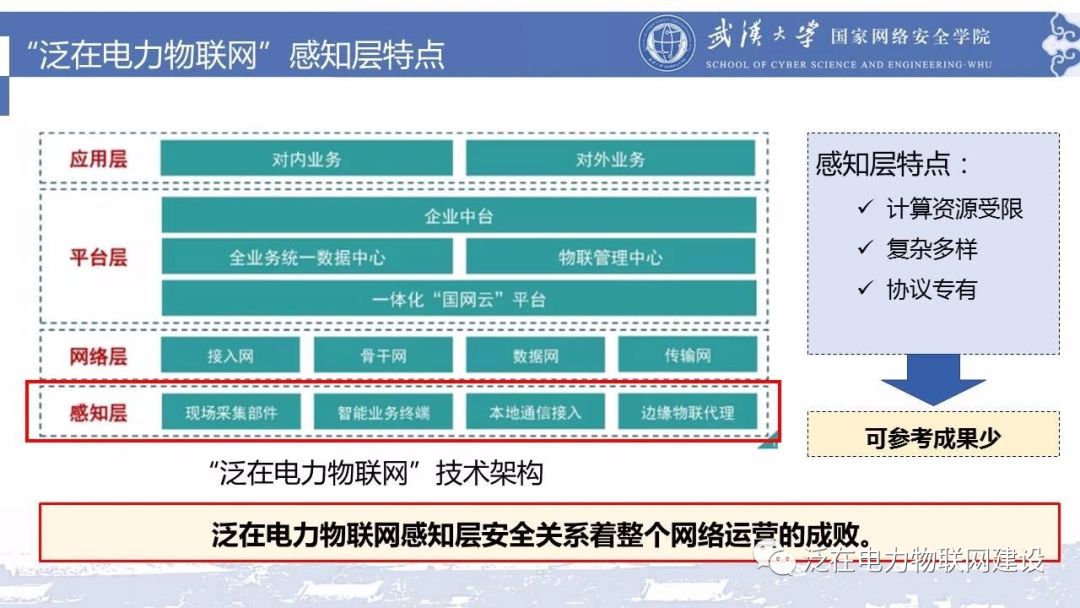 “泛在电力物联网”感知层特点
武汉大学 国家网络安全学院
SCHOOL OF CYBER SCIENCE AND ENGINEERING·WHU
应用层 对内业务 对外业务
平台层
企业中台
全业务统一数据中心 物联管理中心
一体化“国网云”平台
网络层 接入网 骨干网 数据网 传输网
感知层 现场采集部件 智能业务终端 本地通信接入 边缘物联代理
“泛在电力物联网”技术架构
感知层特点：
✓ 计算资源受限
✓ 复杂多样
✓ 协议专有
可参考成果少
泛在电力物联网感知层安全关系着整个网络运营的成败。
泛在电力物联网建设